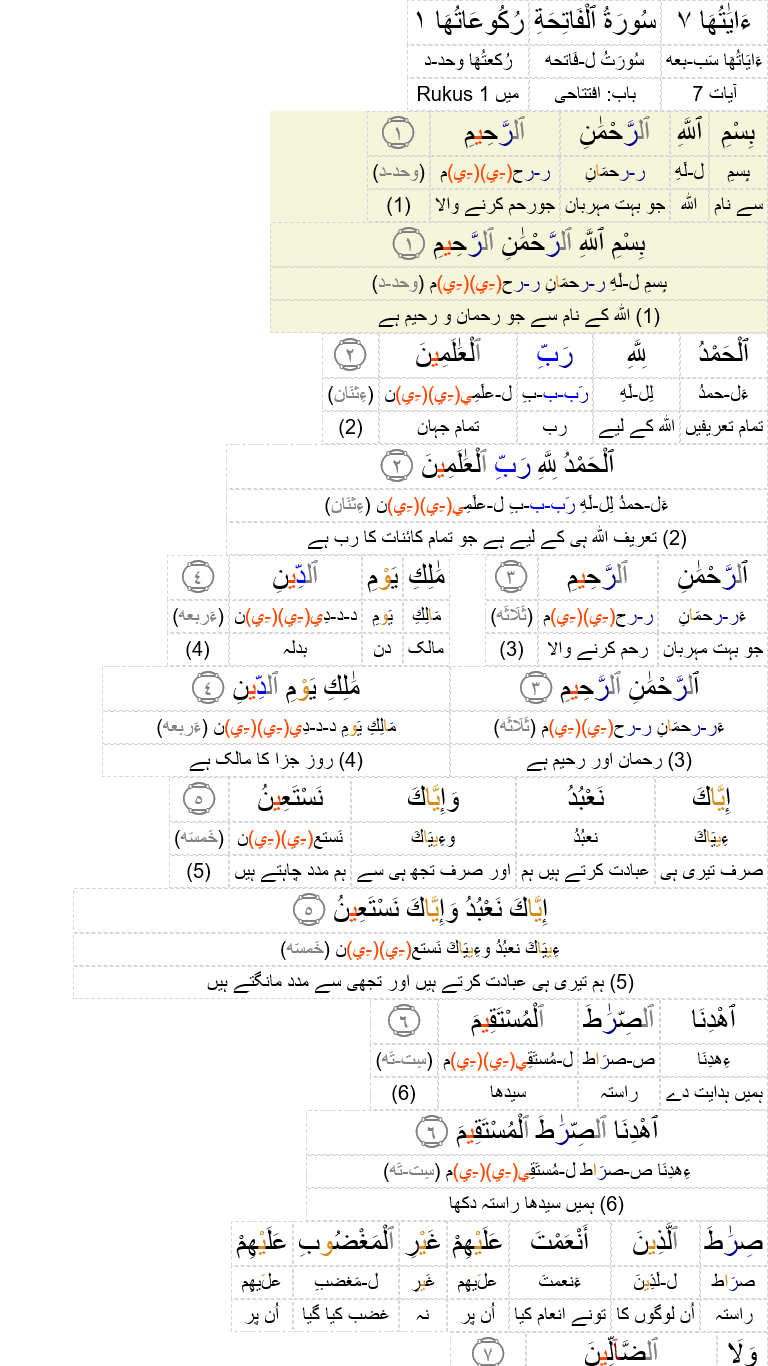 ءَايَٰتُهَا ٧ سُورَةُ ٱلْفَاتِحَةِ رُكُوعَاتُهَا ١
ءَايَاتُهَا سَب-بعه سُورَتُ ل-فَاتحه رُكعتُهَا وحد-د
آیات 7 باب: افتتاحی میں Rukus 1
بِسْمِ ٱللَّهِ ٱلرَّحْمَٰنِ ٱلرَّحِيمِ ١
بِسمِ ل-لَهِ ر-رحمَانِ ر-رح(ـِي)(ـِي)م (وحد-د)
سے نام اللہ جو بہت مہربان جورحم کرنے والا (1)
بِسْمِ ٱللَّهِ ٱلرَّحْمَٰنِ ٱلرَّحِيمِ ١
بِسمِ ل-لَهِ ر-رحمَانِ ر-رح(ـِي)(ـِي)م (وحد-د)
(1) اللہ کے نام سے جو رحمان و رحیم ہے
ٱلْحَمْدُ لِلَّهِ رَبِّ ٱلْعَٰلَمِينَ ٢
ءَل-حمدُ لِل-لَهِ رَب-ب-بِ ل-علَمِي(ـِي)(ـِي)ن (ءِثنَان)
تمام تعریفیں اللہ کے لیے رب تمام جہان (2)
ٱلْحَمْدُ لِلَّهِ رَبِّ ٱلْعَٰلَمِينَ ٢
ءَل-حمدُ لِل-لَهِ رَب-ب-بِ ل-علَمِي(ـِي)(ـِي)ن (ءِثنَان)
(2) تعریف اللہ ہی کے لیے ہے جو تمام کائنات کا رب ہے
ٱلرَّحْمَٰنِ ٱلرَّحِيمِ ٣ مَٰلِكِ يَوْمِ ٱلدِّينِ ٤
ءَر-رحمَانِ ر-رح(ـِي)(ـِي)م (ثَلَاثَه) مَالِكِ يَومِ د-د-دِي(ـِي)(ـِي)ن (ءَربعه)
جو بہت مہربان رحم کرنے والا (3) مالک دن بدلہ (4)
ٱلرَّحْمَٰنِ ٱلرَّحِيمِ ٣ مَٰلِكِ يَوْمِ ٱلدِّينِ ٤
ءَر-رحمَانِ ر-رح(ـِي)(ـِي)م (ثَلَاثَه) مَالِكِ يَومِ د-د-دِي(ـِي)(ـِي)ن (ءَربعه)
(3) رحمان اور رحیم ہے (4) روز جزا کا مالک ہے
إِيَّاكَ نَعْبُدُ وَإِيَّاكَ نَسْتَعِينُ ٥
ءِييَاكَ نعبُدُ وءِييَاكَ نَستع(ـِي)(ـِي)ن (خَمسَه)
صرف تیری ہی عبادت کرتے ہیں ہم اور صرف تجھ ہی سے ہم مدد چاہتے ہیں (5)
إِيَّاكَ نَعْبُدُ وَإِيَّاكَ نَسْتَعِينُ ٥
ءِييَاكَ نعبُدُ وءِييَاكَ نَستع(ـِي)(ـِي)ن (خَمسَه)
(5) ہم تیری ہی عبادت کرتے ہیں اور تجھی سے مدد مانگتے ہیں
ٱهْدِنَا ٱلصِّرَٰطَ ٱلْمُسْتَقِيمَ ٦
ءِهدِنَا ص-صرَاط ل-مُستَقِي(ـِي)(ـِي)م (سِت-تَه)
ہمیں ہدایت دے راستہ سیدھا (6)
ٱهْدِنَا ٱلصِّرَٰطَ ٱلْمُسْتَقِيمَ ٦
ءِهدِنَا ص-صرَاط ل-مُستَقِي(ـِي)(ـِي)م (سِت-تَه)
(6) ہمیں سیدھا راستہ دکھا
صِرَٰطَ ٱلَّذِينَ أَنْعَمْتَ عَلَيْهِمْ غَيْرِ ٱلْمَغْضُوبِ عَلَيْهِمْ
صرَاط ل-لَذِينَ ءَنعمتَ علَيهِم غَيرِ ل-مَغضبِ علَيهِم
راستہ اُن لوگوں کا تونے انعام کیا اُن پر نہ غضب کیا گیا اُن پر
وَلَا ٱلضَّآلِّينَ ٧